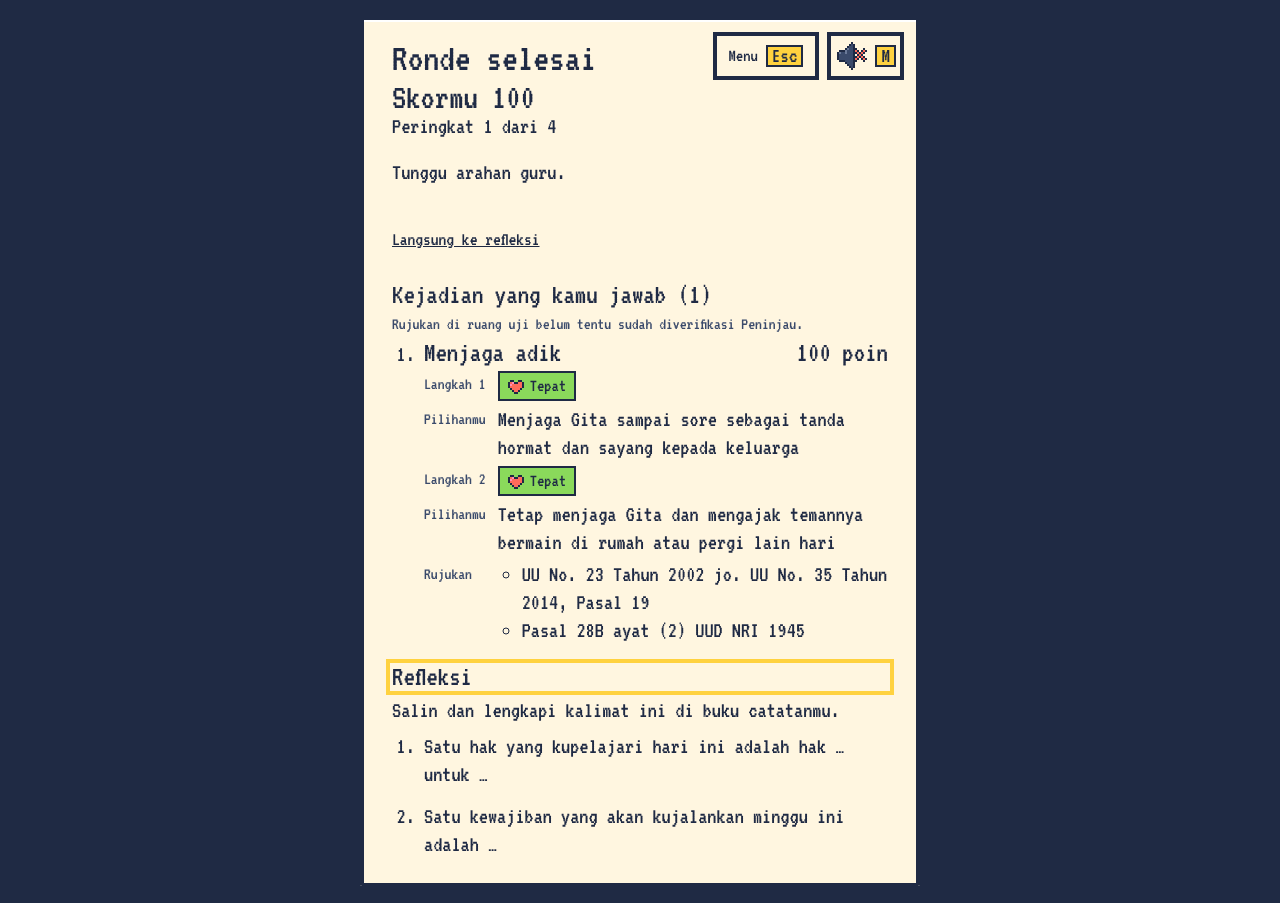 Ronde selesai
Menu Esc
M
Skormu 100
Peringkat 1 dari 4
Tunggu arahan guru.
Langsung ke refleksi
Kejadian yang kamu jawab (1)
Rujukan di ruang uji belum tentu sudah diverifikasi Peninjau.
1. Menjaga adik 100 poin
Langkah 1 Tepat
Pilihanmu Menjaga Gita sampai sore sebagai tanda
hormat dan sayang kepada keluarga
Langkah 2 Tepat
Pilihanmu Tetap menjaga Gita dan mengajak temannya
bermain di rumah atau pergi lain hari
Rujukan ◦ UU No. 23 Tahun 2002 jo. UU No. 35 Tahun
2014, Pasal 19
◦ Pasal 28B ayat (2) UUD NRI 1945
Refleksi
Salin dan lengkapi kalimat ini di buku catatanmu.
1. Satu hak yang kupelajari hari ini adalah hak …
untuk …
2. Satu kewajiban yang akan kujalankan minggu ini
adalah …